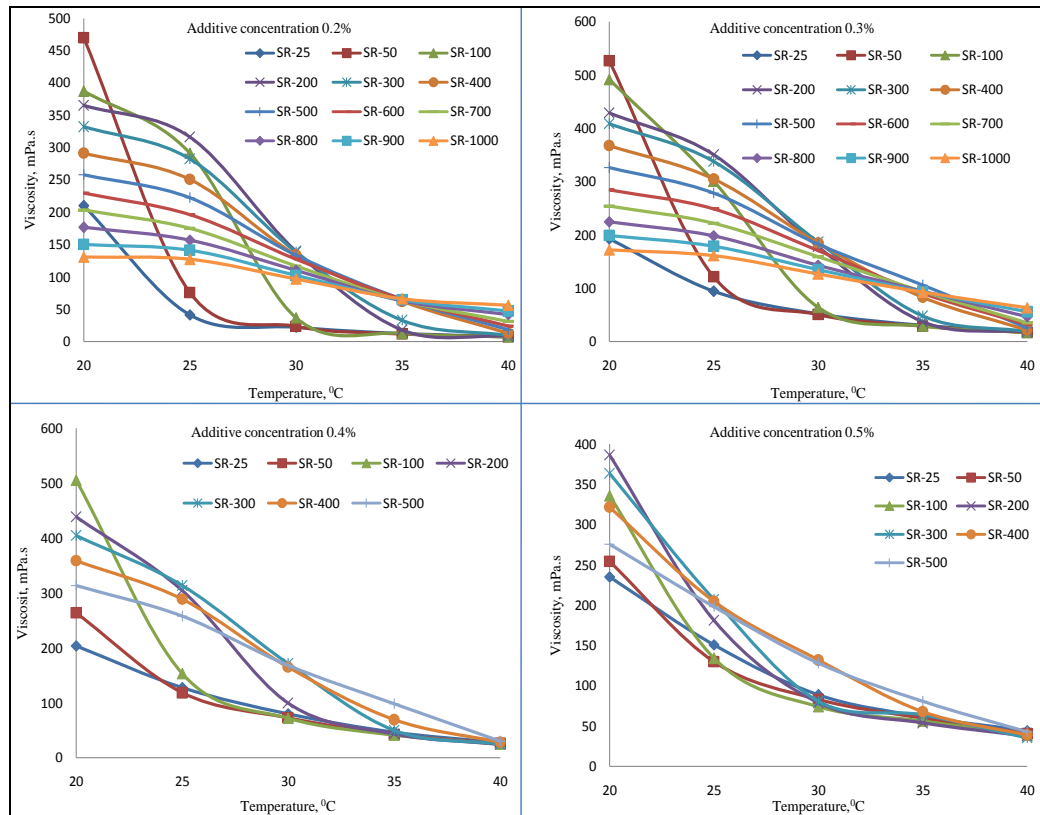 Additive concentration 0.2%
SR-25 SR-50 SR-100
SR-200 SR-300 SR-400
SR-500 SR-600 SR-700
SR-800 SR-900 SR-1000
Viscosity, mPa.s
500
450
400
350
300
250
200
150
100
50
0
20 25 30 35 40
Temperature, ⁰C
Additive concentration 0.3%
SR-25 SR-50 SR-100
SR-200 SR-300 SR-400
SR-500 SR-600 SR-700
SR-800 SR-900 SR-1000
Viscosity, mPa.s
600
500
400
300
200
100
0
20 25 30 35 40
Temperature, ⁰C
Additive concentration 0.4%
SR-25 SR-50 SR-100 SR-200
SR-300 SR-400 SR-500
Viscosit, mPa.s
600
500
400
300
200
100
0
20 25 30 35 40
Temperature, ⁰C
Additive concentration 0.5%
SR-25 SR-50
SR-100 SR-200
SR-300 SR-400
SR-500
Viscosity, mPa.s
400
350
300
250
200
150
100
50
0
20 25 30 35 40
Temperature, ⁰C